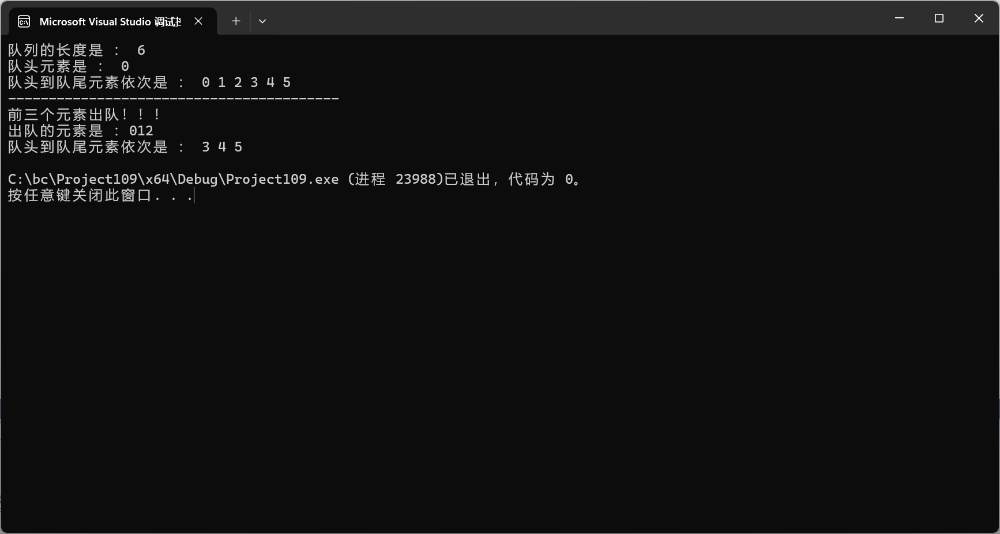 Microsoft Visual Studio 调试
队列的长度是 ： 6
队头元素是 ： 0
队头到队尾元素依次是 ： 0 1 2 3 4 5
-----------------------------------------
前三个元素出队！！！
出队的元素是 ：012
队头到队尾元素依次是 ： 3 4 5
C:\bc\Project109\x64\Debug\Project109.exe (进程 23988)已退出，代码为 0。
按任意键关闭此窗口. . .